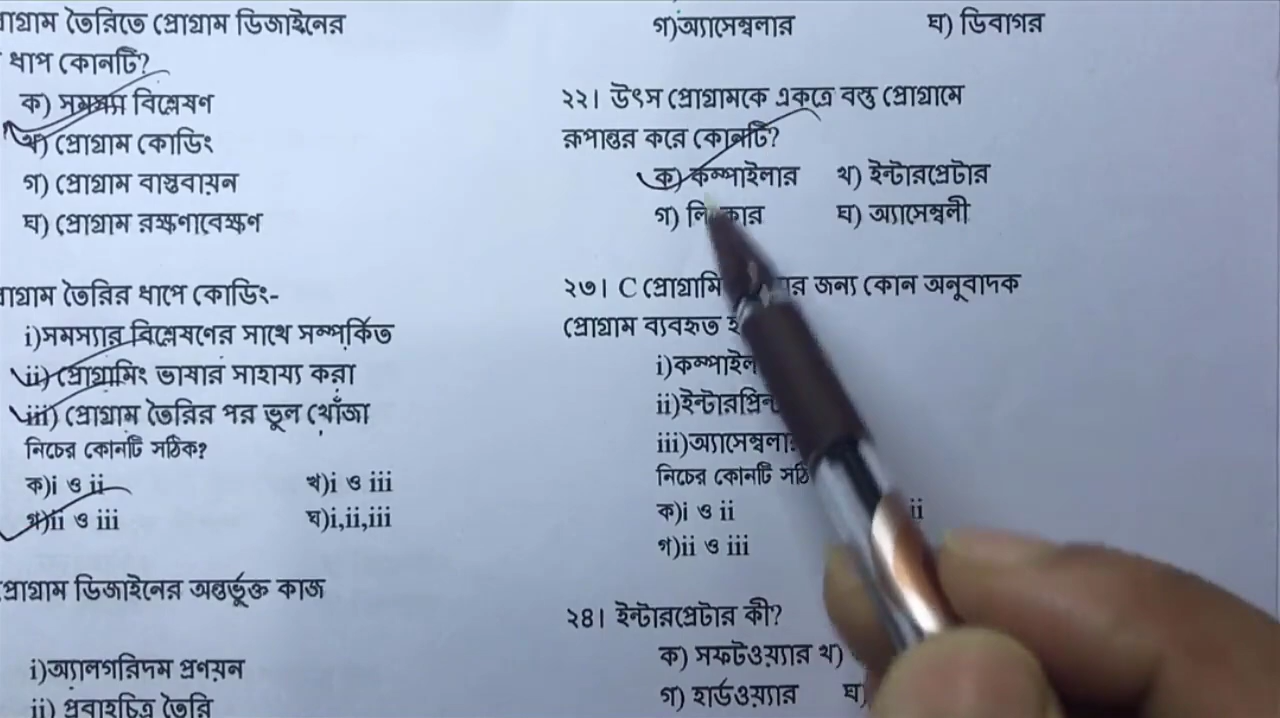 প্রোগ্রাম তৈরিতে প্রোগ্রাম ডিজাইনের
ধাপ কোনটি?
ক) সমস্যা বিশ্লেষণ
খ) প্রোগ্রাম কোডিং
গ) প্রোগ্রাম বাস্তবায়ন
ঘ) প্রোগ্রাম রক্ষণাবেক্ষণ
প্রোগ্রাম তৈরির ধাপে কোডিং-
i)সমস্যার বিশ্লেষণের সাথে সম্পর্কিত
ii) প্রোগ্রামিং ভাষার সাহায্য করা
iii) প্রোগ্রাম তৈরির পর ভুল খোঁজা
নিচের কোনটি সঠিক?
ক)i ও ii খ)i ও iii
গ)ii ও iii ঘ)i,ii,iii
প্রোগ্রাম ডিজাইনের অন্তর্ভুক্ত কাজ
i)অ্যালগরিদম প্রণয়ন
ii) প্রবাহচিত্র তৈরি
গ)অ্যাসেম্বলার ঘ) ডিবাগর
২২। উৎস প্রোগ্রামকে একত্রে বস্তু প্রোগ্রামে
রূপান্তর করে কোনটি?
ক) কম্পাইলার খ) ইন্টারপ্রেটার
গ) লিংকার ঘ) অ্যাসেম্বলী
২৩। C প্রোগ্রামি র জন্য কোন অনুবাদক
প্রোগ্রাম ব্যবহৃত হ
i)কম্পাইল
ii)ইন্টারপ্রিন্ট
iii)অ্যাসেম্বলা
নিচের কোনটি সঠি
ক)i ও ii ii
গ)ii ও iii
২৪। ইন্টারপ্রেটার কী?
ক) সফটওয়্যার খ)
গ) হার্ডওয়্যার ঘ)